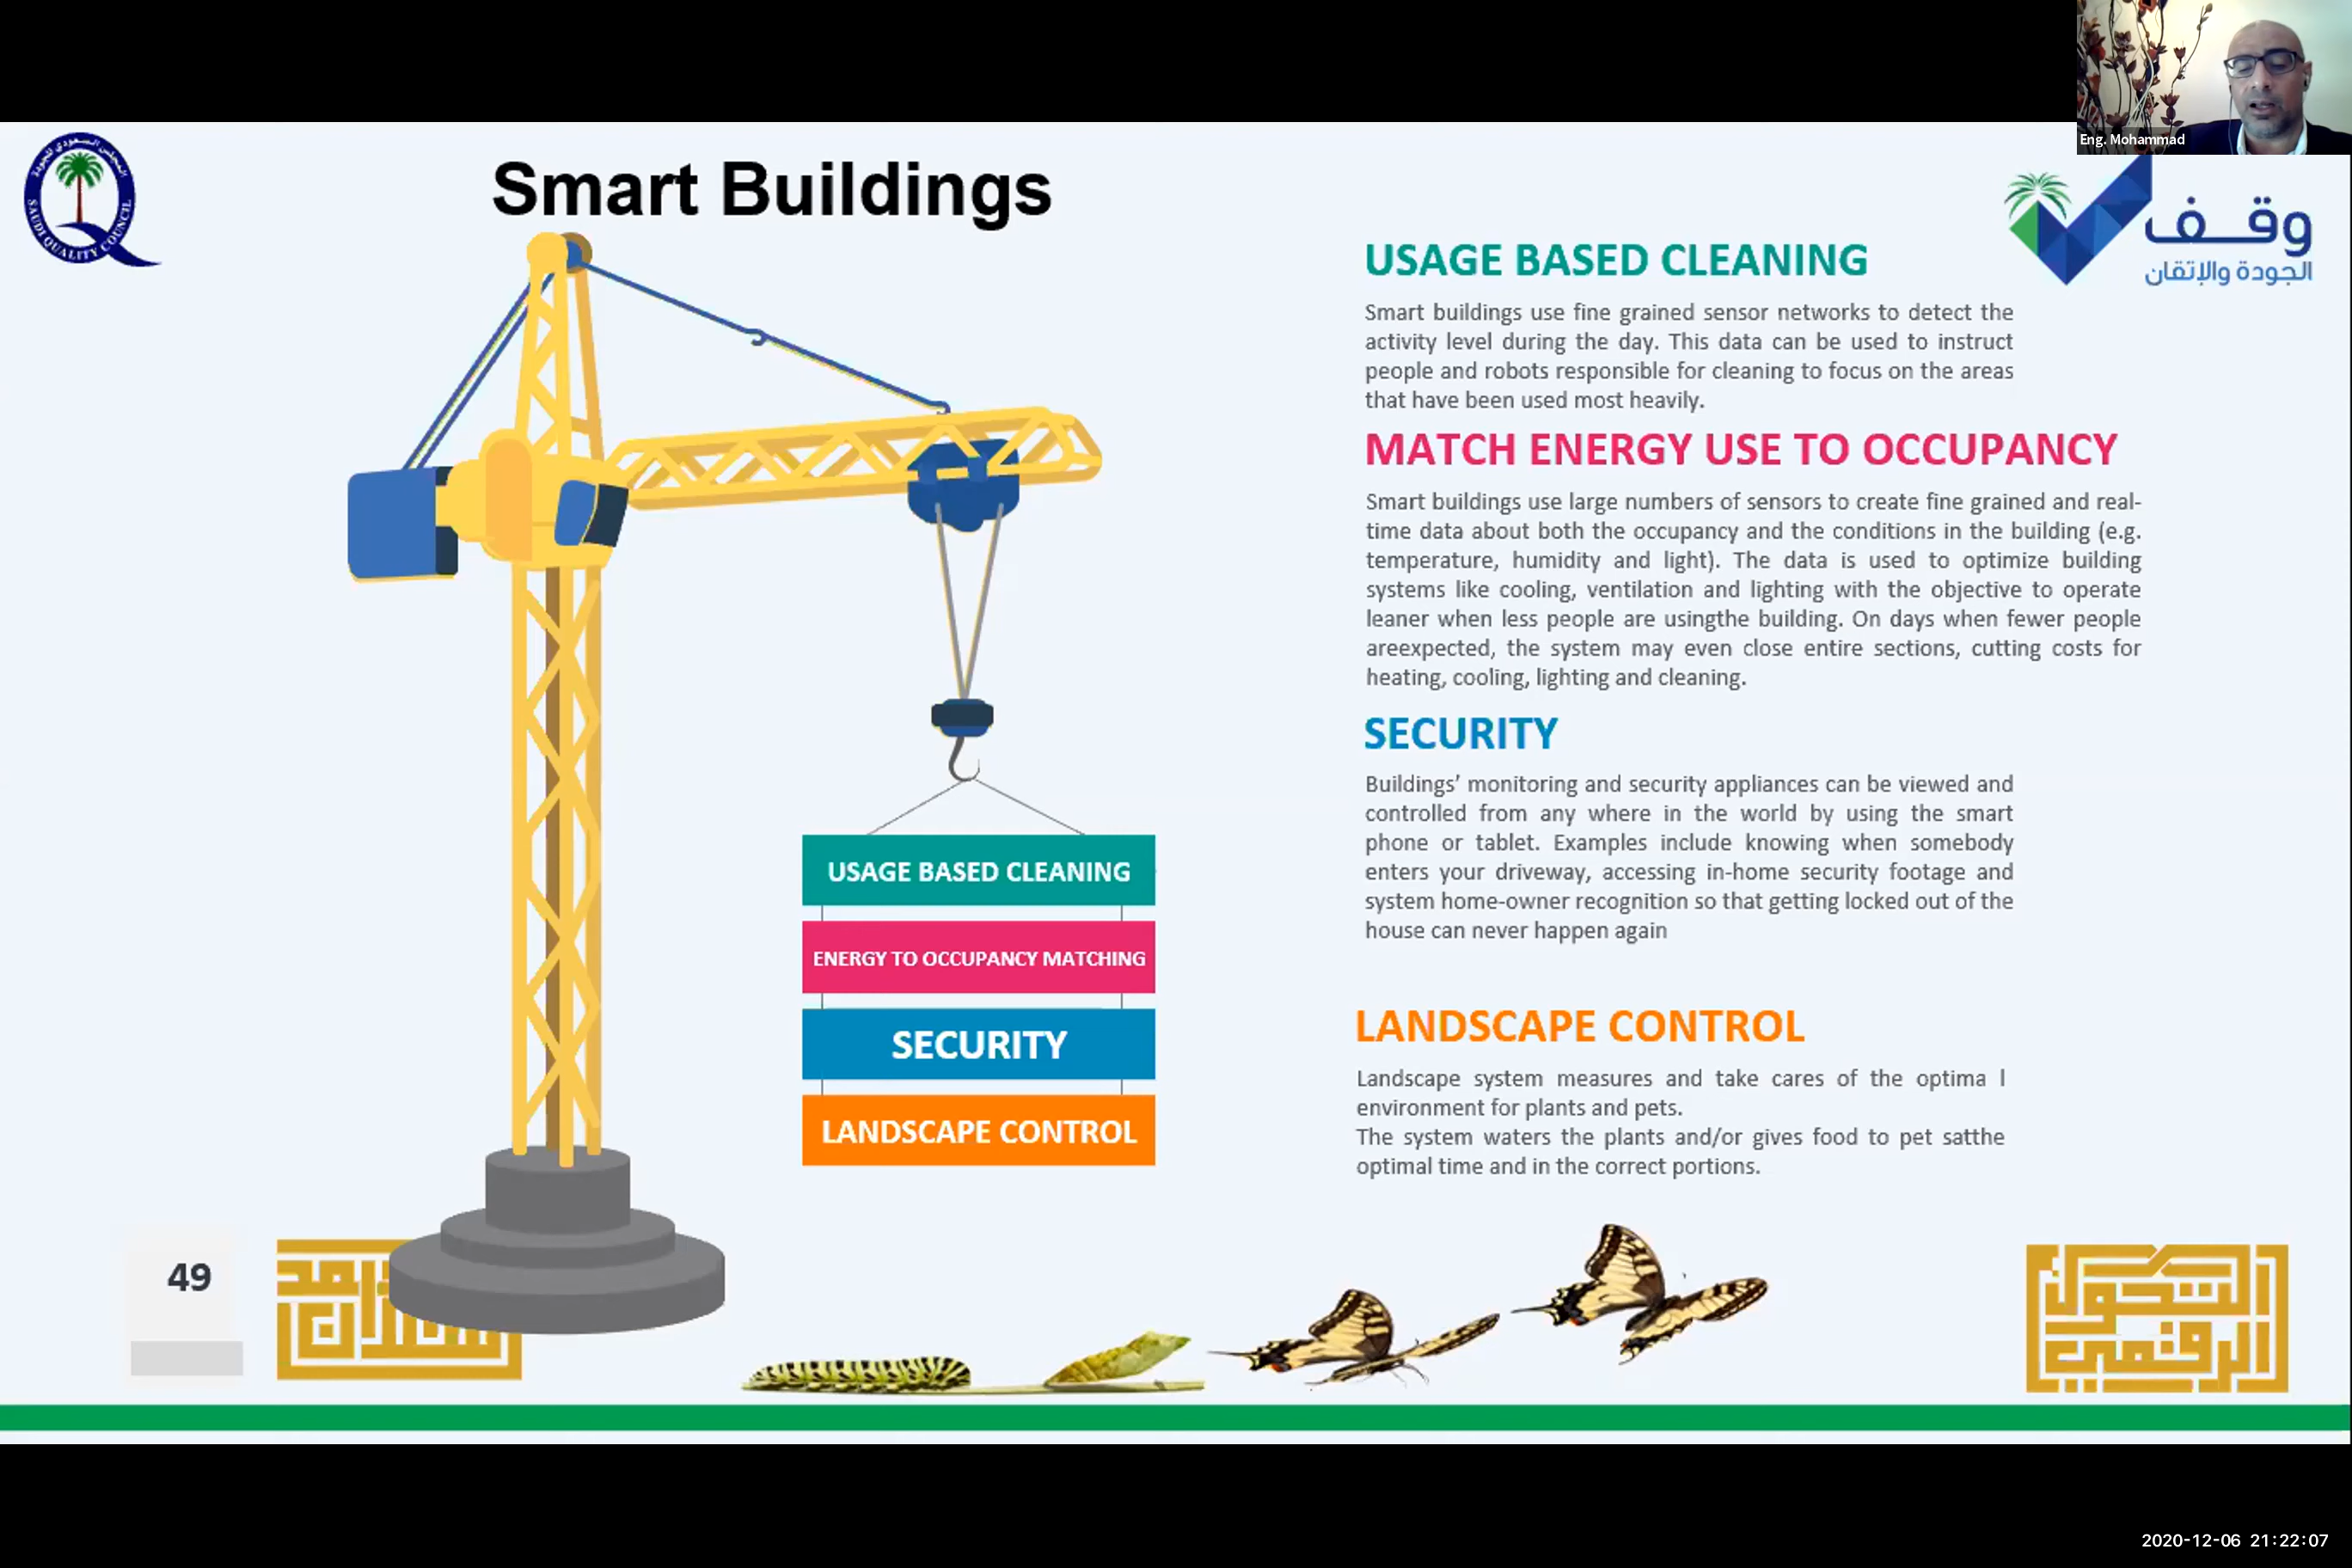 Eng. Mohammad
المجلس السعودي للجودة
SAUDI QUALITY COUNCIL
Smart Buildings
وقف
الجودة والإتقان
USAGE BASED CLEANING
Smart buildings use fine grained sensor networks to detect the
activity level during the day. This data can be used to instruct
people and robots responsible for cleaning to focus on the areas
that have been used most heavily.
MATCH ENERGY USE TO OCCUPANCY
Smart buildings use large numbers of sensors to create fine grained and real-
time data about both the occupancy and the conditions in the building (e.g.
temperature, humidity and light). The data is used to optimize building
systems like cooling, ventilation and lighting with the objective to operate
leaner when less people are usingthe building. On days when fewer people
areexpected, the system may even close entire sections, cutting costs for
heating, cooling, lighting and cleaning.
SECURITY
Buildings’ monitoring and security appliances can be viewed and
controlled from any where in the world by using the smart
phone or tablet. Examples include knowing when somebody
enters your driveway, accessing in-home security footage and
system home-owner recognition so that getting locked out of the
house can never happen again
LANDSCAPE CONTROL
Landscape system measures and take cares of the optima l
environment for plants and pets.
The system waters the plants and/or gives food to pet satthe
optimal time and in the correct portions.
USAGE BASED CLEANING
ENERGY TO OCCUPANCY MATCHING
SECURITY
LANDSCAPE CONTROL
49
التحول
الرقمي
2020-12-06 21:22:07